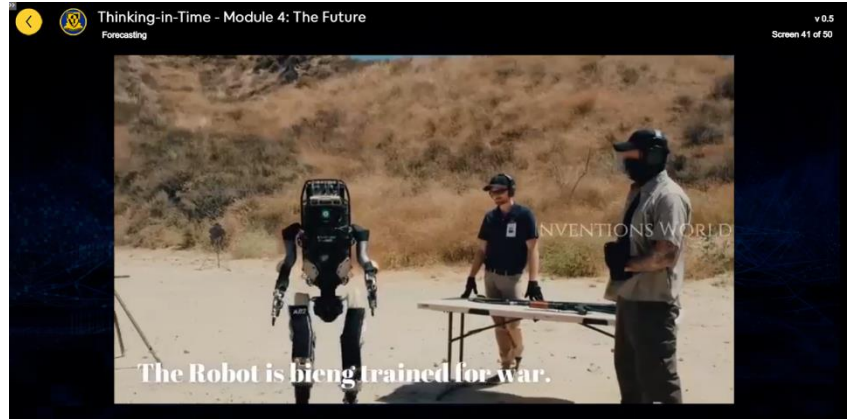 Thinking-in-Time - Module 4: The Future
v 0.5
Forecasting
Screen 41 of 50
NVENTIONS WORLD
The Robot is bieng trained for war.